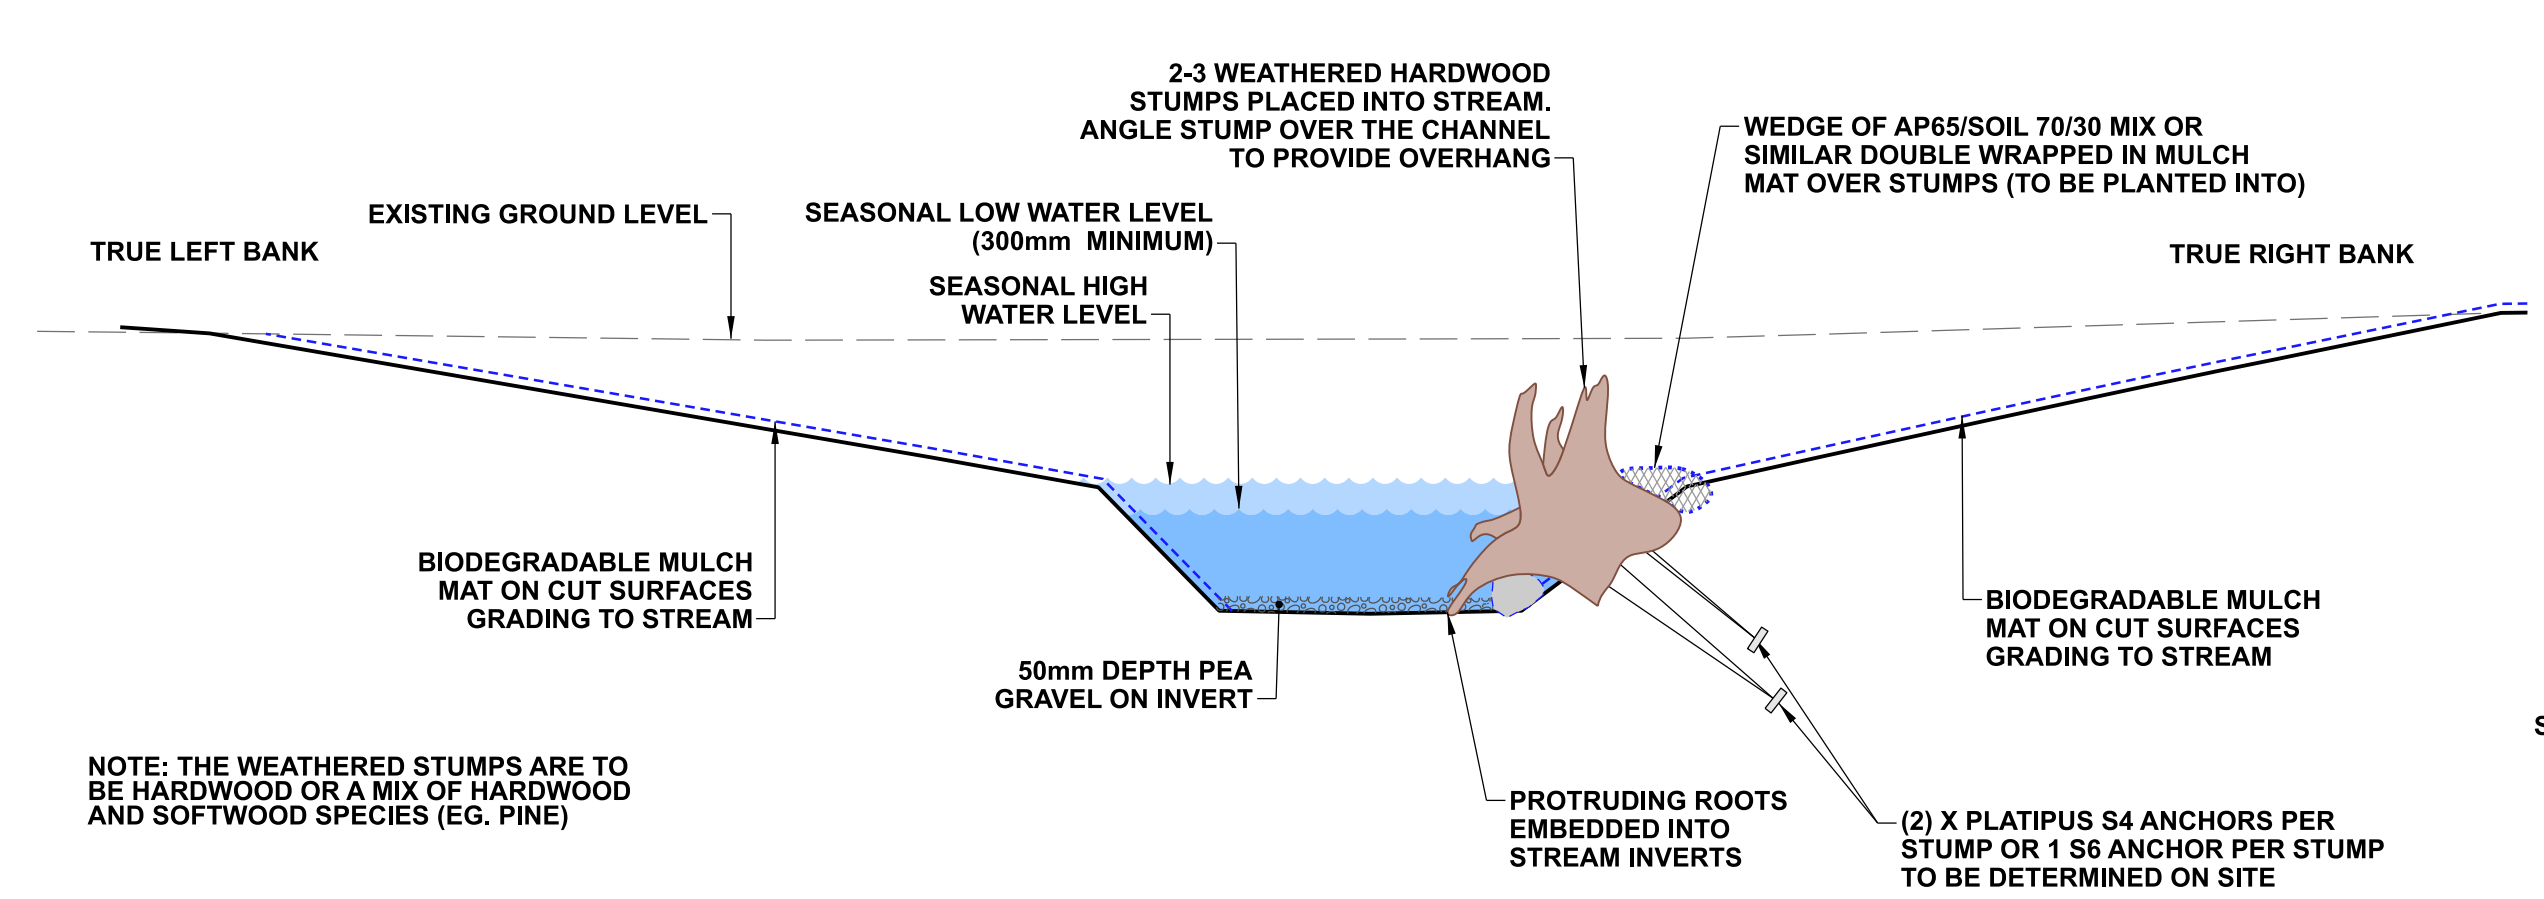 2-3 WEATHERED HARDWOOD
STUMPS PLACED INTO STREAM.
ANGLE STUMP OVER THE CHANNEL
TO PROVIDE OVERHANG
WEDGE OF AP65/SOIL 70/30 MIX OR
SIMILAR DOUBLE WRAPPED IN MULCH
MAT OVER STUMPS (TO BE PLANTED INTO)
EXISTING GROUND LEVEL
SEASONAL LOW WATER LEVEL
(300mm MINIMUM)
TRUE LEFT BANK
TRUE RIGHT BANK
SEASONAL HIGH
WATER LEVEL
BIODEGRADABLE MULCH
MAT ON CUT SURFACES
GRADING TO STREAM
BIODEGRADABLE MULCH
MAT ON CUT SURFACES
GRADING TO STREAM
50mm DEPTH PEA
GRAVEL ON INVERT
NOTE: THE WEATHERED STUMPS ARE TO
BE HARDWOOD OR A MIX OF HARDWOOD
AND SOFTWOOD SPECIES (EG. PINE)
PROTRUDING ROOTS
EMBEDDED INTO
STREAM INVERTS
(2) X PLATIPUS S4 ANCHORS PER
STUMP OR 1 S6 ANCHOR PER STUMP
TO BE DETERMINED ON SITE